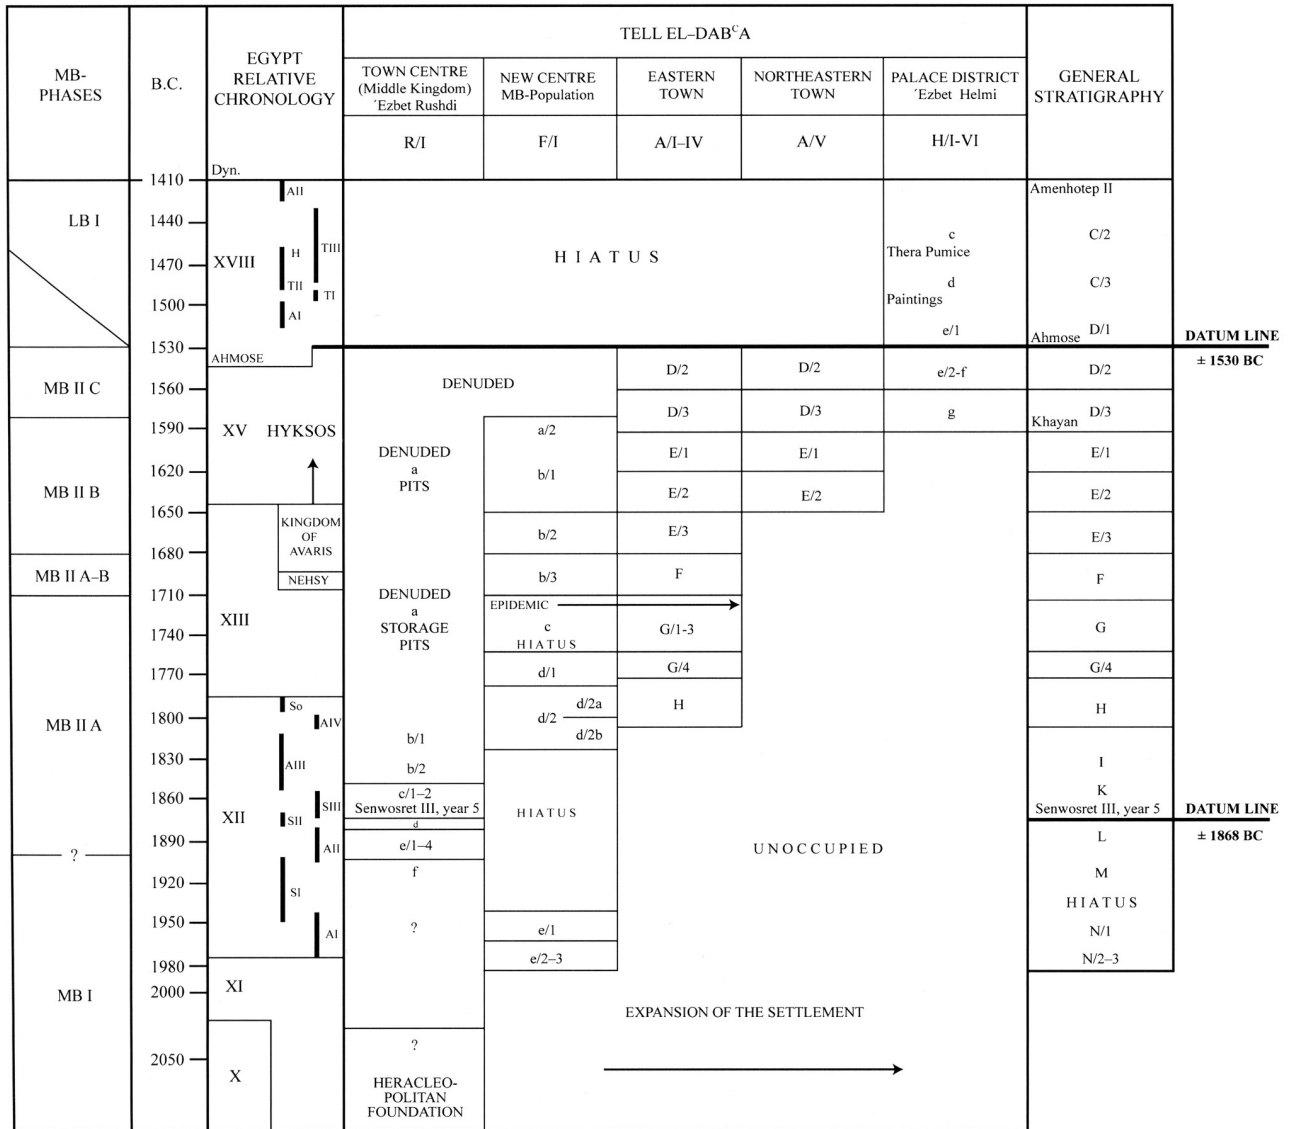 TELL EL–DABᶜA
MB-
PHASES
B.C.
EGYPT
RELATIVE
CHRONOLOGY
Dyn.
TOWN CENTRE
(Middle Kingdom)
´Ezbet Rushdi
NEW CENTRE
MB-Population
EASTERN
TOWN
NORTHEASTERN
TOWN
PALACE DISTRICT
´Ezbet Helmi
GENERAL
STRATIGRAPHY
R/I
F/I
A/I–IV
A/V
H/I-VI
LB I
MB II C
MB II B
MB II A–B
MB II A
?
MB I
1410
1440
1470
1500
1530
1560
1590
1620
1650
1680
1710
1740
1770
1800
1830
1860
1890
1920
1950
1980
2000
2050
AII
TIII
H
XVIII
TII
TI
AI
AHMOSE
XV HYKSOS
KINGDOM
OF
AVARIS
NEHSY
XIII
So
AIV
AIII
SIII
XII
SII
AII
SI
AI
XI
X
HIATUS
DENUDED
DENUDED
a
PITS
DENUDED
a
STORAGE
PITS
b/1
b/2
c/1–2
Senwosret III, year 5
d
e/1–4
f
?
?
HERACLEO-
POLITAN
FOUNDATION
a/2
b/1
b/2
b/3
EPIDEMIC
c
HIATUS
d/1
d/2a
d/2
d/2b
HIATUS
e/1
e/2–3
D/2
D/3
E/1
E/2
E/3
F
G/1-3
G/4
H
D/2
D/3
E/1
E/2
UNOCCUPIED
EXPANSION OF THE SETTLEMENT
c
Thera Pumice
d
Paintings
e/1
e/2-f
g
Amenhotep II
C/2
C/3
D/1
Ahmose
D/2
D/3
Khayan
E/1
E/2
E/3
F
G
G/4
H
I
K
Senwosret III, year 5
L
M
HIATUS
N/1
N/2–3
DATUM LINE
± 1530 BC
DATUM LINE
± 1868 BC